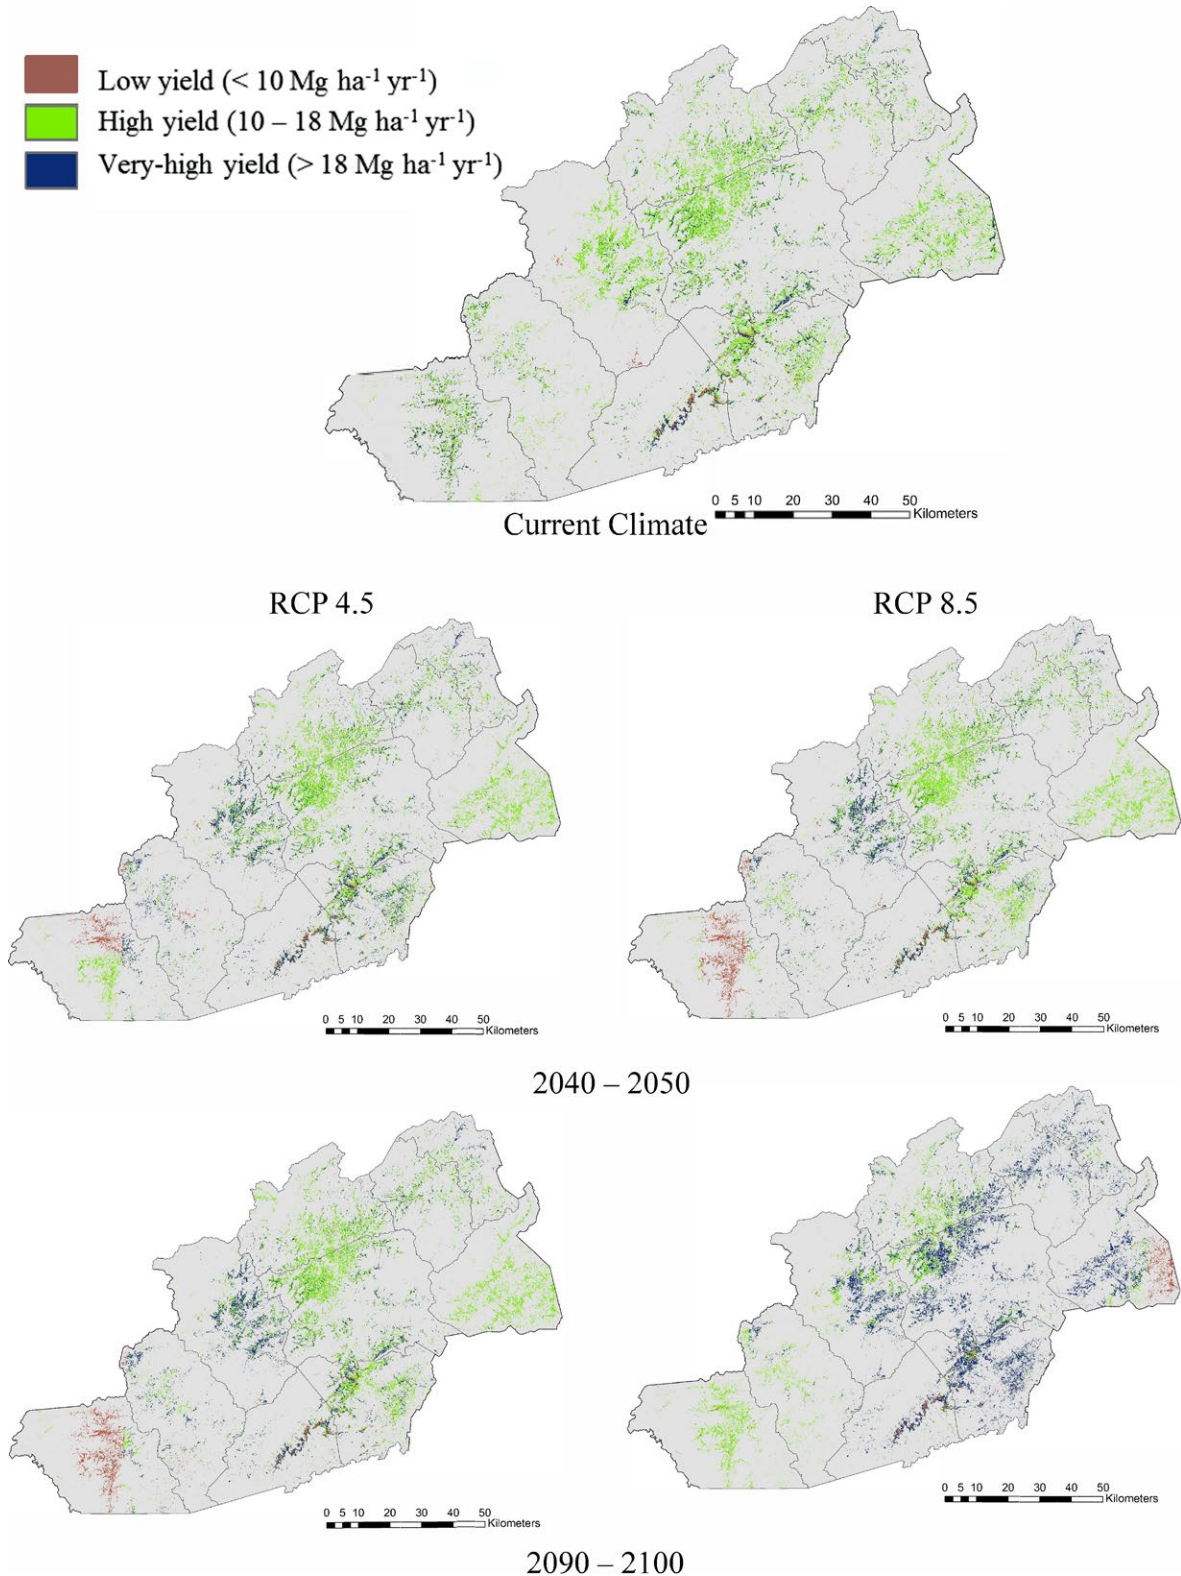 Low yield (< 10 Mg ha-1 yr-1)
High yield (10 – 18 Mg ha-1 yr-1)
Very-high yield (> 18 Mg ha-1 yr-1)
0 5 10 20 30 40 50
Kilometers
Current Climate
RCP 4.5
RCP 8.5
0 5 10 20 30 40 50
Kilometers
0 5 10 20 30 40 50
Kilometers
2040 – 2050
0 5 10 20 30 40 50
Kilometers
0 5 10 20 30 40 50
Kilometers
2090 – 2100